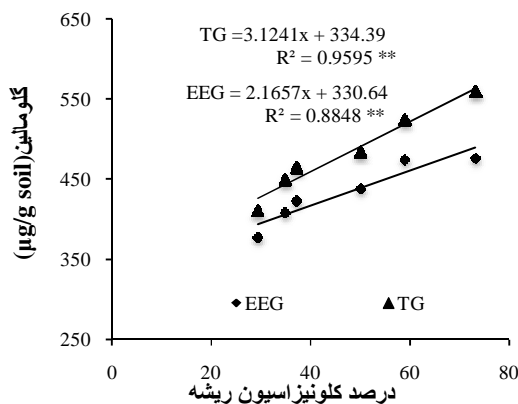 650
550
450
350
250
گلومالین(µg/g soil)
TG =3.1241x + 334.39
R² = 0.9595 **
EEG = 2.1657x + 330.64
R² = 0.8848 **
EEG
TG
0
20
40
60
80
درصد کلونیزاسیون ریشه